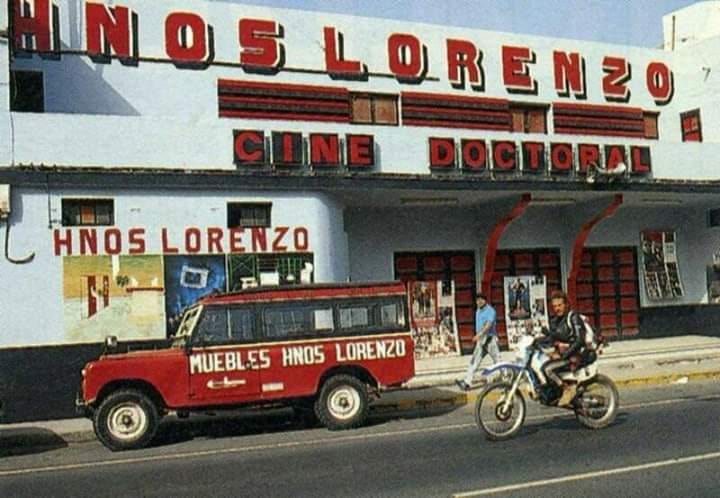 H HNOS LORENZO
CINE DOCTORAL
HNOS LORENZO
MUEBLES HNOS LORENZO